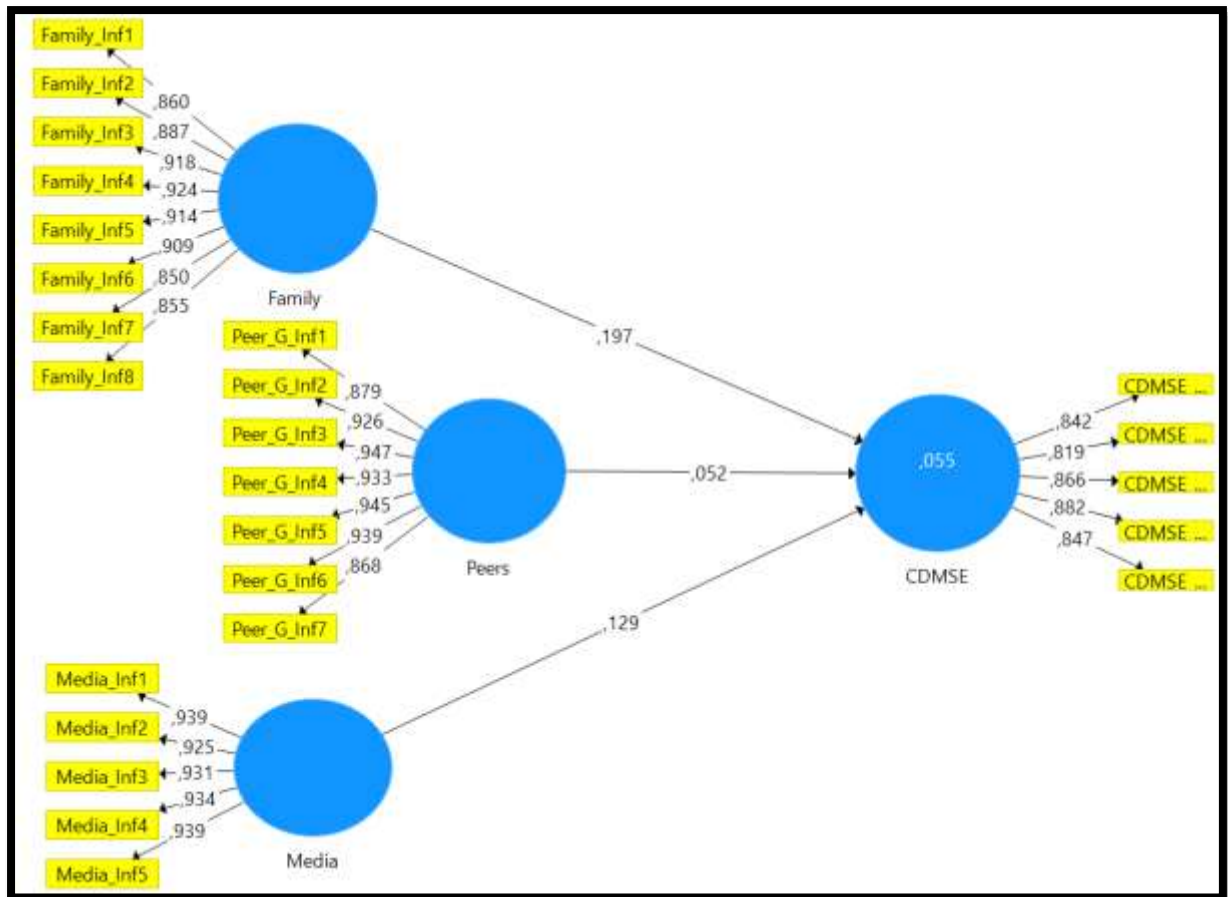 Family_Inf1
Family_Inf2
Family_Inf3
Family_Inf4
Family_Inf5
Family_Inf6
Family_Inf7
Family_Inf8
,860
,887
,918
,924
,914
,909
,850
,855
Family
,197
Peer_G_Inf1
Peer_G_Inf2
Peer_G_Inf3
Peer_G_Inf4
Peer_G_Inf5
Peer_G_Inf6
Peer_G_Inf7
,879
,926
,947
,933
,945
,939
,868
Peers
,052
Media_Inf1
Media_Inf2
Media_Inf3
Media_Inf4
Media_Inf5
,939
,925
,931
,934
,939
Media
,129
,055
CDMSE
,842
,819
,866
,882
,847
CDMSE ...
CDMSE ...
CDMSE ...
CDMSE ...
CDMSE ...